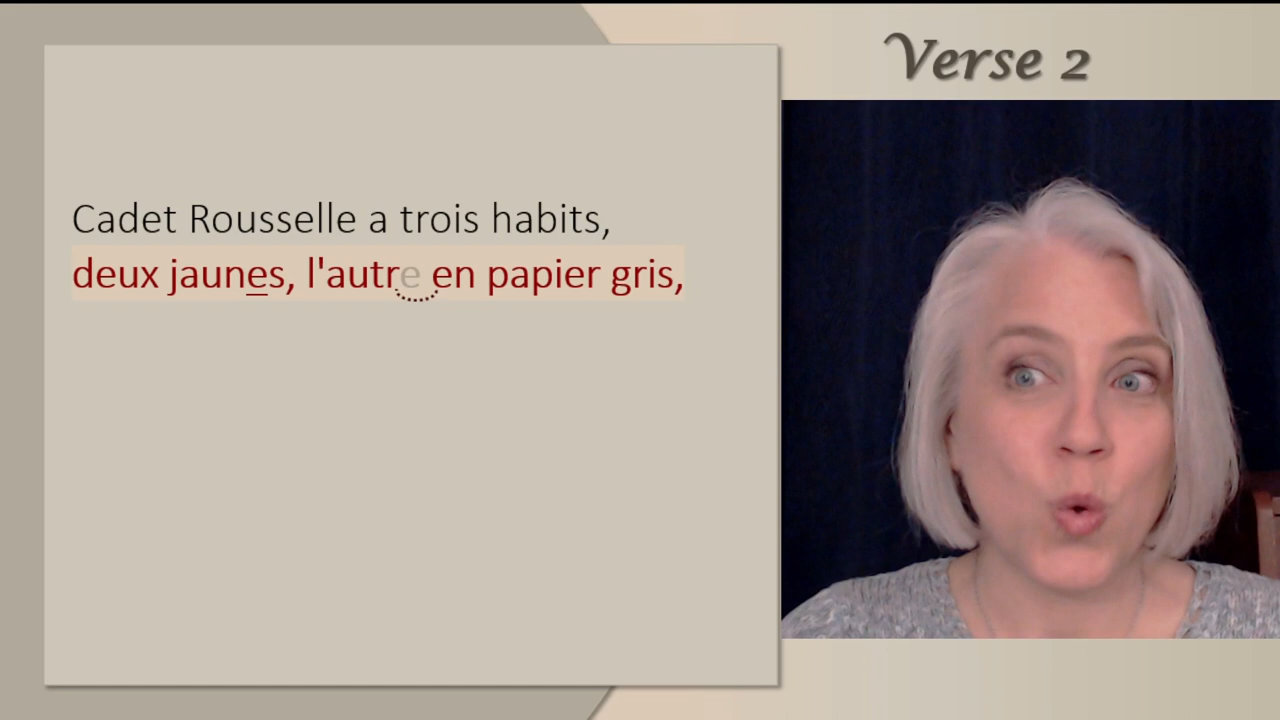 Verse 2
Cadet Rousselle a trois habits,
deux jaunes, l'autre en papier gris,